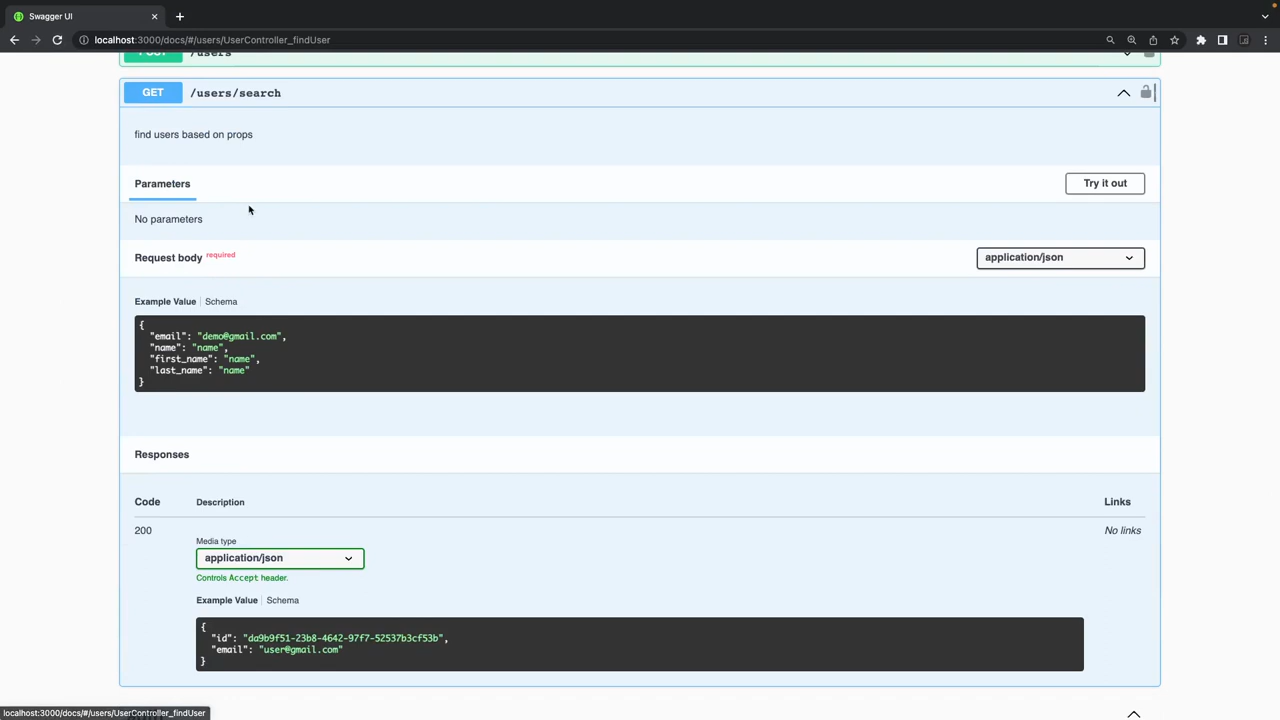 Swagger UI
localhost:3000/docs/#/users/UserController_findUser
POST /users
GET /users/search
find users based on props
Parameters
Try it out
No parameters
Request body required
application/json
Example Value Schema
{
"email": "demo@gmail.com",
"name": "name",
"first_name": "name",
"last_name": "name"
}
Responses
Code Description Links
200 No links
Media type
application/json
Controls Accept header.
Example Value Schema
{
"id": "da9b9f51-23b8-4642-97f7-52537b3cf53b",
"email": "user@gmail.com"
}
localhost:3000/docs/#/users/UserController_findUser